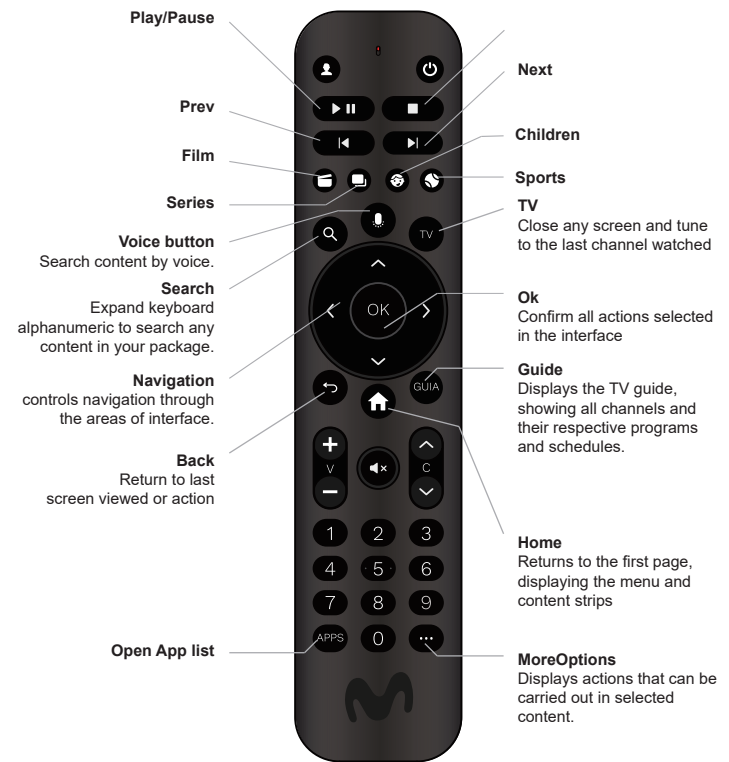 Play/Pause
Prev
Film
Series
Voice button
Search content by voice.
Search
Expand keyboard
alphanumeric to search any
content in your package.
Navigation
controls navigation through
the areas of interface.
Back
Return to last
screen viewed or action
Open App list
TV
OK
GUIA
V
C
1 2 3
4 5 6
7 8 9
APPS 0
Next
Children
Sports
TV
Close any screen and tune
to the last channel watched
Ok
Confirm all actions selected
in the interface
Guide
Displays the TV guide,
showing all channels and
their respective programs
and schedules.
Home
Returns to the first page,
displaying the menu and
content strips
MoreOptions
Displays actions that can be
carried out in selected
content.